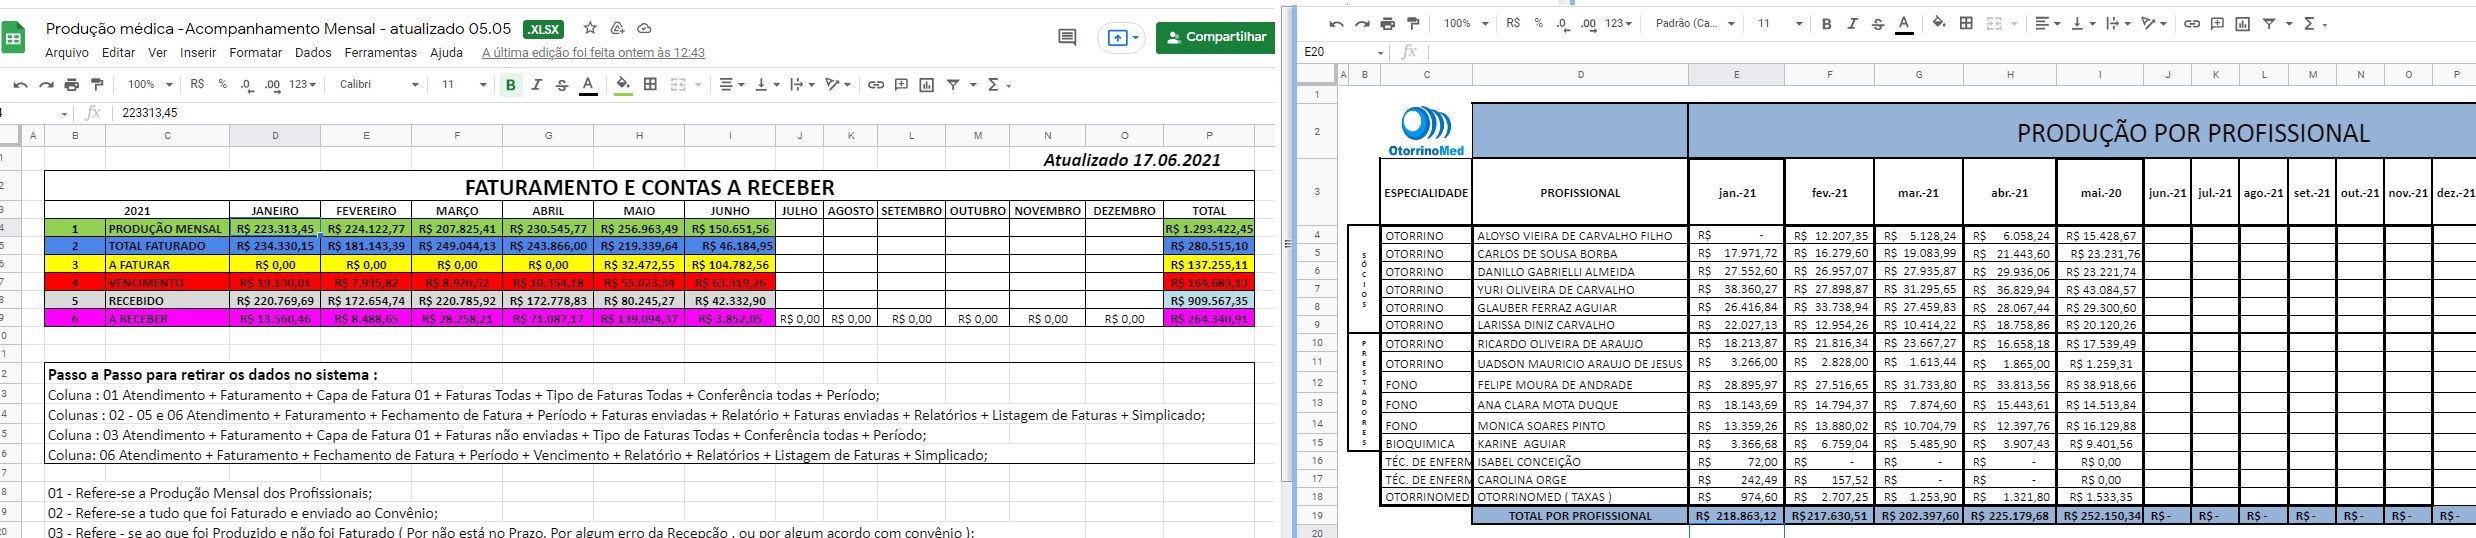 Produção médica -Acompanhamento Mensal - atualizado 05.05 .XLSX
Compartilhar
Arquivo Editar Ver Inserir Formatar Dados Ferramentas Ajuda A última edição foi feita ontem às 12:43
100% R$ % .0 .00 123 Calibri 11 B I S A
fx 223313,45
A B C D E F G H I J K L M N O P
Atualizado 17.06.2021
FATURAMENTO E CONTAS A RECEBER
2021 JANEIRO FEVEREIRO MARÇO ABRIL MAIO JUNHO JULHO AGOSTO SETEMBRO OUTUBRO NOVEMBRO DEZEMBRO TOTAL
1 PRODUÇÃO MENSAL R$ 223.313,45 R$ 224.122,77 R$ 207.825,41 R$ 230.545,77 R$ 256.963,49 R$ 150.651,56 R$ 1.293.422,45
2 TOTAL FATURADO R$ 234.330,15 R$ 181.143,39 R$ 249.044,13 R$ 243.866,00 R$ 219.339,64 R$ 46.184,95 R$ 280.515,10
3 A FATURAR R$ 0,00 R$ 0,00 R$ 0,00 R$ 0,00 R$ 32.472,55 R$ 104.782,56 R$ 137.255,11
4 VENCIMENTO R$ 19.130,01 R$ 7.935,82 R$ 8.920,52 R$ 10.354,18 R$ 55.023,34 R$ 63.319,26 R$ 164.683,13
5 RECEBIDO R$ 220.769,69 R$ 172.654,74 R$ 220.785,92 R$ 172.778,83 R$ 80.245,27 R$ 42.332,90 R$ 909.567,35
6 A RECEBER R$ 13.560,46 R$ 8.488,65 R$ 28.258,21 R$ 71.087,17 R$ 139.094,37 R$ 3.852,05 R$ 0,00 R$ 0,00 R$ 0,00 R$ 0,00 R$ 0,00 R$ 0,00 R$ 264.340,91
Passo a Passo para retirar os dados no sistema :
Coluna : 01 Atendimento + Faturamento + Capa de Fatura 01 + Faturas Todas + Tipo de Faturas Todas + Conferência todas + Período;
Colunas : 02 - 05 e 06 Atendimento + Faturamento + Fechamento de Fatura + Período + Faturas enviadas + Relatório + Faturas enviadas + Relatórios + Listagem de Faturas + Simplicado;
Coluna : 03 Atendimento + Faturamento + Capa de Fatura 01 + Faturas não enviadas + Tipo de Faturas Todas + Conferência todas + Período;
Coluna: 06 Atendimento + Faturamento + Fechamento de Fatura + Período + Vencimento + Relatório + Relatórios + Listagem de Faturas + Simplicado;
01 - Refere-se a Produção Mensal dos Profissionais;
02 - Refere-se a tudo que foi Faturado e enviado ao Convênio;
03 - Refere - se ao que foi Produzido e não foi Faturado ( Por não está no Prazo, Por algum erro da Recepção , ou por algum acordo com convênio );
100% R$ % .0 .00 123 Padrão (Ca... 11 B I S A
E20 fx
A B C D E F G H I J K L M N O P
1
2 OtorrinoMed PRODUÇÃO POR PROFISSIONAL
3 ESPECIALIDADE PROFISSIONAL jan.-21 fev.-21 mar.-21 abr.-21 mai.-20 jun.-21 jul.-21 ago.-21 set.-21 out.-21 nov.-21 dez.-21
SÓCIOS
4 OTORRINO ALOYSO VIEIRA DE CARVALHO FILHO R$ - R$ 12.207,35 R$ 5.128,24 R$ 6.058,24 R$ 15.428,67
5 OTORRINO CARLOS DE SOUSA BORBA R$ 17.971,72 R$ 16.279,60 R$ 19.083,99 R$ 21.443,60 R$ 23.231,76
6 OTORRINO DANILLO GABRIELLI ALMEIDA R$ 27.552,60 R$ 26.957,07 R$ 27.935,87 R$ 29.936,06 R$ 23.221,74
7 OTORRINO YURI OLIVEIRA DE CARVALHO R$ 38.360,27 R$ 27.898,87 R$ 31.295,65 R$ 36.829,94 R$ 43.084,57
8 OTORRINO GLAUBER FERRAZ AGUIAR R$ 26.416,84 R$ 33.738,94 R$ 27.459,83 R$ 28.067,44 R$ 29.300,60
9 OTORRINO LARISSA DINIZ CARVALHO R$ 22.027,13 R$ 12.954,26 R$ 10.414,22 R$ 18.758,86 R$ 20.120,26
PRESTADORES
10 OTORRINO RICARDO OLIVEIRA DE ARAUJO R$ 18.213,87 R$ 21.816,34 R$ 23.667,27 R$ 16.658,18 R$ 17.539,49
11 OTORRINO UADSON MAURICIO ARAUJO DE JESUS R$ 3.266,00 R$ 2.828,00 R$ 1.613,44 R$ 1.865,00 R$ 1.259,31
12 FONO FELIPE MOURA DE ANDRADE R$ 28.895,97 R$ 27.516,65 R$ 31.733,80 R$ 33.813,56 R$ 38.918,66
13 FONO ANA CLARA MOTA DUQUE R$ 18.143,69 R$ 14.794,37 R$ 7.874,60 R$ 15.443,61 R$ 14.513,84
14 FONO MONICA SOARES PINTO R$ 13.359,26 R$ 13.880,02 R$ 10.704,79 R$ 12.397,76 R$ 16.129,88
15 BIOQUIMICA KARINE AGUIAR R$ 3.366,68 R$ 6.759,04 R$ 5.485,90 R$ 3.907,43 R$ 9.401,56
16 TÉC. DE ENFERM ISABEL CONCEIÇÃO R$ 72,00 R$ - R$ - R$ - R$ 0,00
17 TÉC. DE ENFERM CAROLINA ORGE R$ 242,49 R$ 157,52 R$ - R$ - R$ 0,00
18 OTORRINOMED OTORRINOMED ( TAXAS ) R$ 974,60 R$ 2.707,25 R$ 1.253,90 R$ 1.321,80 R$ 1.533,35
19 TOTAL POR PROFISSIONAL R$ 218.863,12 R$217.630,51 R$ 202.397,60 R$ 225.179,68 R$ 252.150,34 R$ - R$ - R$ - R$ - R$ - R$ - R$ -
20